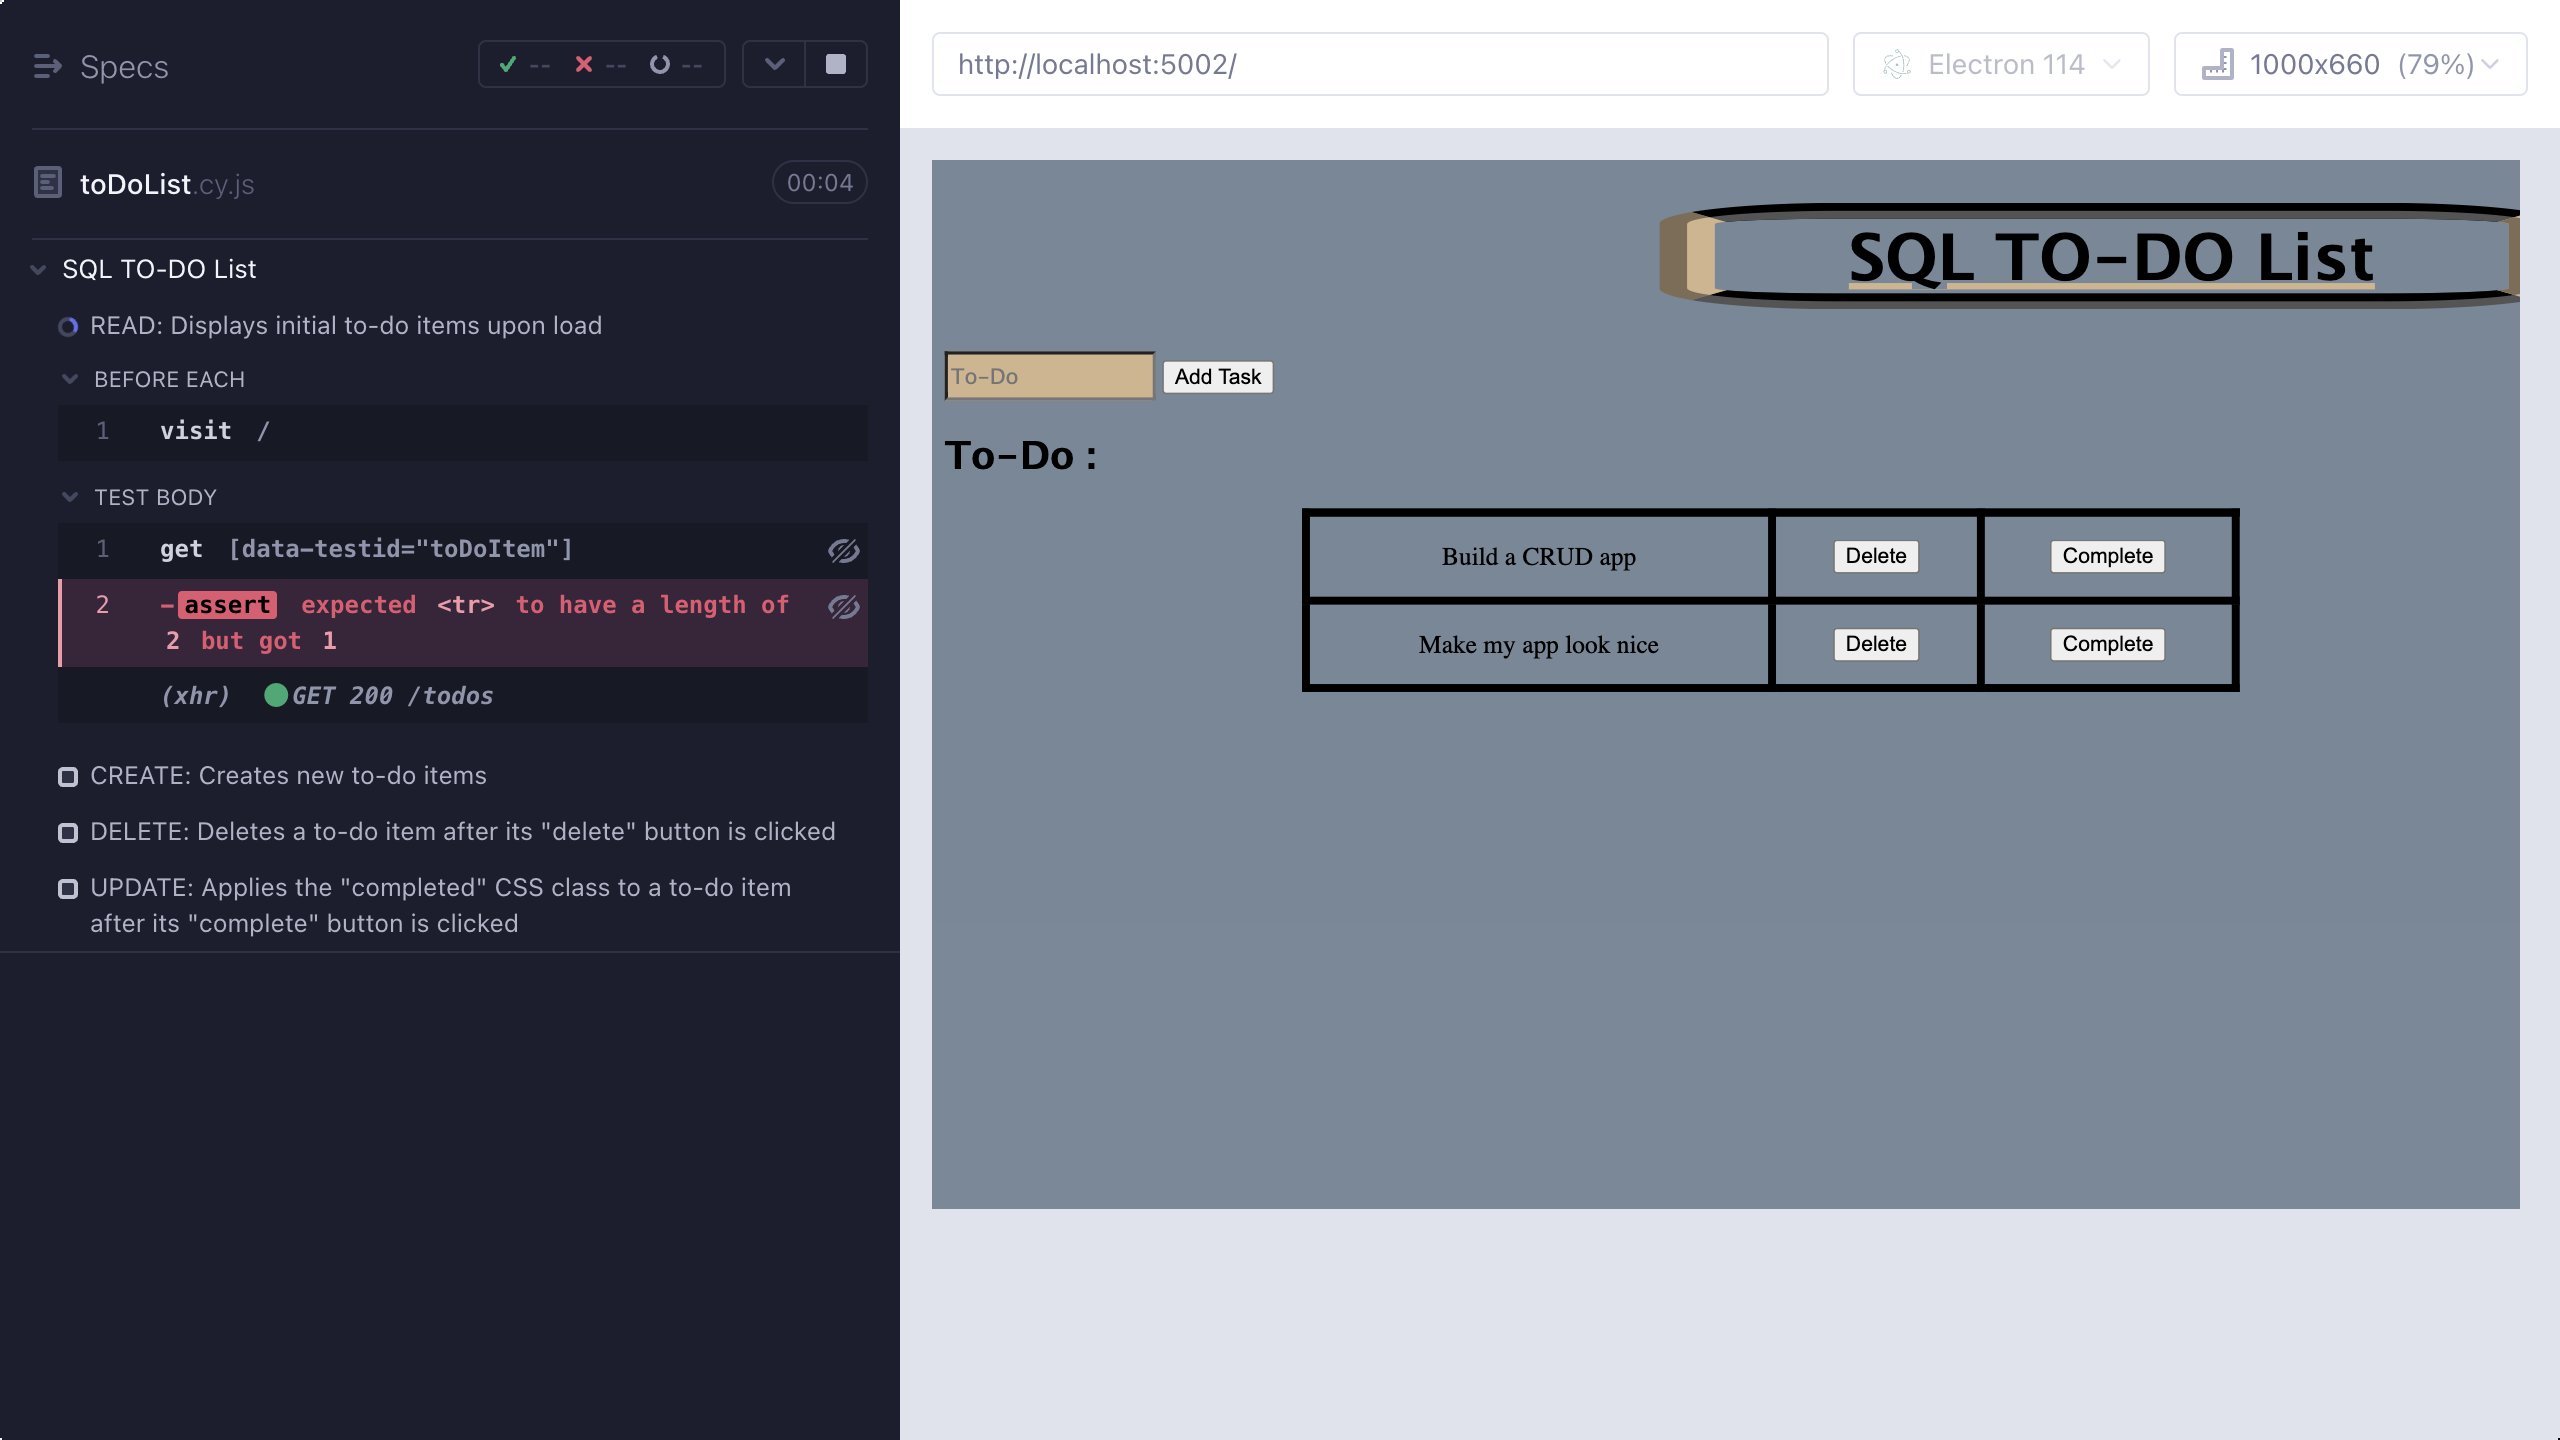 Specs
-- -- --
toDoList.cy.js
00:04
SQL TO-DO List
READ: Displays initial to-do items upon load
BEFORE EACH
1 visit /
TEST BODY
1 get [data-testid="toDoItem"]
2 -assert expected <tr> to have a length of
2 but got 1
(xhr) GET 200 /todos
CREATE: Creates new to-do items
DELETE: Deletes a to-do item after its "delete" button is clicked
UPDATE: Applies the "completed" CSS class to a to-do item
after its "complete" button is clicked
http://localhost:5002/
Electron 114
1000x660 (79%)
SQL TO-DO List
To-Do
Add Task
To-Do :
Build a CRUD app Delete Complete
Make my app look nice Delete Complete